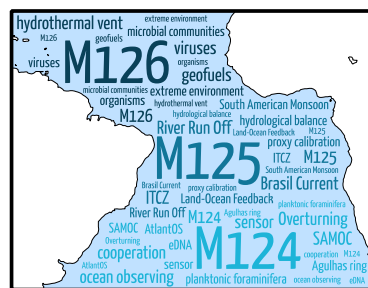 hydrothermal vent extreme environment
M126 geofuels microbial communities
viruses M126 organisms viruses
geofuels
microbial communities extreme environment
organisms hydrothermal vent South American Monsoon
M126 hydrological balance hydrological balance
River Run Off Land-Ocean Feedback M125
M125 proxy calibration
ITCZ M125
South American Monsoon
Brasil Current proxy calibration Brasil Current
ITCZ Land-Ocean Feedback
planktonic foraminifera
River Run Off M124 Agulhas ring Overturning
SAMOC AtlantOS sensor
Overturning eDNA M124 SAMOC
cooperation cooperation M124
AtlantOS sensor Agulhas ring
ocean observing planktonic foraminifera ocean observing eDNA